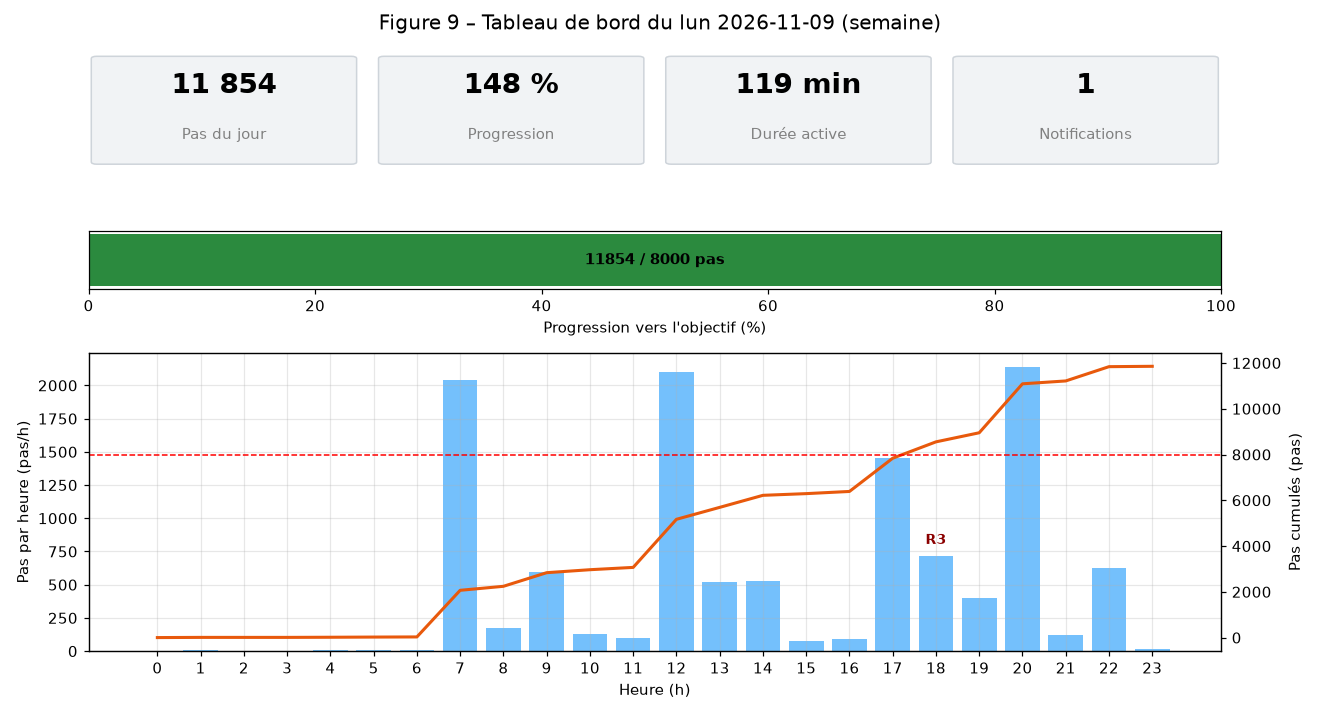 Figure 9 – Tableau de bord du lun 2026-11-09 (semaine)
11 854
Pas du jour
148 %
Progression
119 min
Durée active
1
Notifications
11854 / 8000 pas
0 20 40 60 80 100
Progression vers l'objectif (%)
Pas par heure (pas/h)
2000
1750
1500
1250
1000
750
500
250
0
R3
12000
10000
8000
6000
4000
2000
0
Pas cumulés (pas)
0 1 2 3 4 5 6 7 8 9 10 11 12 13 14 15 16 17 18 19 20 21 22 23
Heure (h)